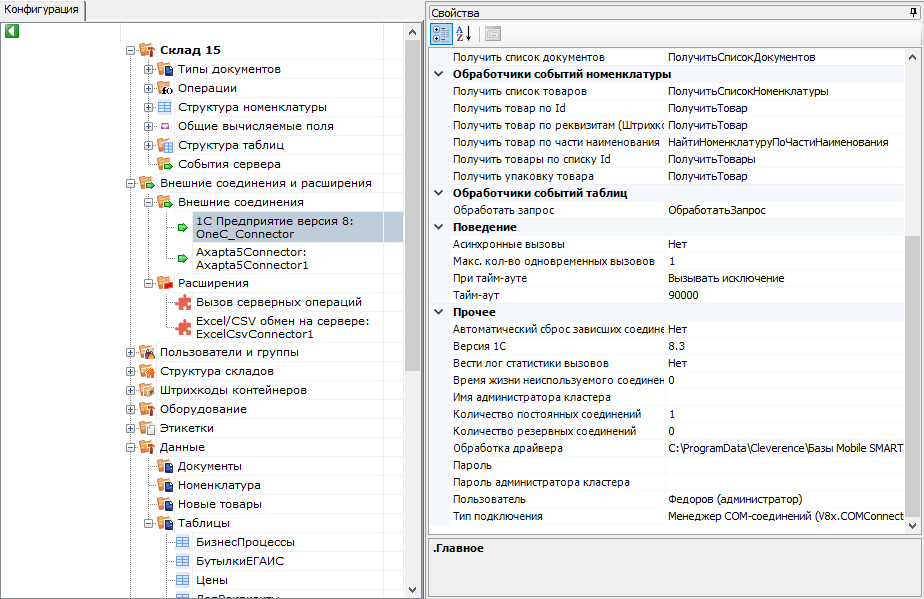 Конфигурация
Склад 15
Типы документов
Операции
Структура номенклатуры
Общие вычисляемые поля
Структура таблиц
События сервера
Внешние соединения и расширения
Внешние соединения
1С Предприятие версия 8:
OneC_Connector
Axapta5Connector:
Axapta5Connector1
Расширения
Вызов серверных операций
Excel/CSV обмен на сервере:
ExcelCsvConnector1
Пользователи и группы
Структура складов
Штрихкоды контейнеров
Оборудование
Этикетки
Данные
Документы
Номенклатура
Новые товары
Таблицы
БизнесПроцессы
БутылкиЕГАИС
Цены
Свойства
Получить список документов ПолучитьСписокДокументов
Обработчики событий номенклатуры
Получить список товаров ПолучитьСписокНоменклатуры
Получить товар по Id ПолучитьТовар
Получить товар по реквизитам (Штрихк ПолучитьТовар
Получить товар по части наименования НайтиНоменклатуруПоЧастиНаименования
Получить товары по списку Id ПолучитьТовары
Получить упаковку товара ПолучитьТовар
Обработчики событий таблиц
Обработать запрос ОбработатьЗапрос
Поведение
Асинхронные вызовы Нет
Макс. кол-во одновременных вызовов 1
При тайм-ауте Вызывать исключение
Тайм-аут 90000
Прочее
Автоматический сброс зависших соедине Нет
Версия 1С 8.3
Вести лог статистики вызовов Нет
Время жизни неиспользуемого соединен 0
Имя администратора кластера
Количество постоянных соединений 1
Количество резервных соединений 0
Обработка драйвера C:\ProgramData\Cleverence\Базы Mobile SMART
Пароль
Пароль администратора кластера
Пользователь Федоров (администратор)
Тип подключения Менеджер COM-соединений (V8x.COMConnect
.Главное